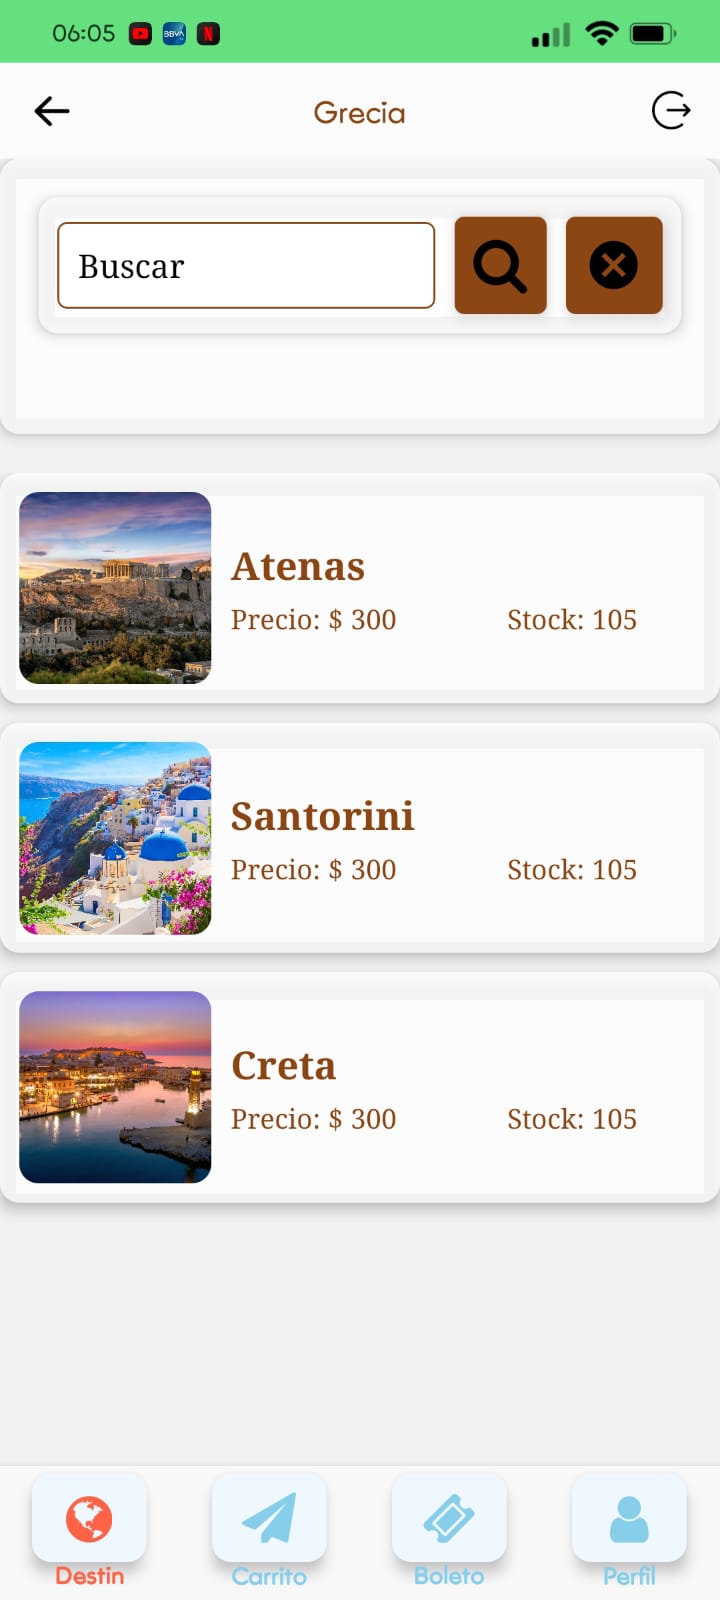 06:05 BBVA N
Grecia
Buscar
Atenas
Precio: $ 300 Stock: 105
Santorini
Precio: $ 300 Stock: 105
Creta
Precio: $ 300 Stock: 105
Destin Carrito Boleto Perfil